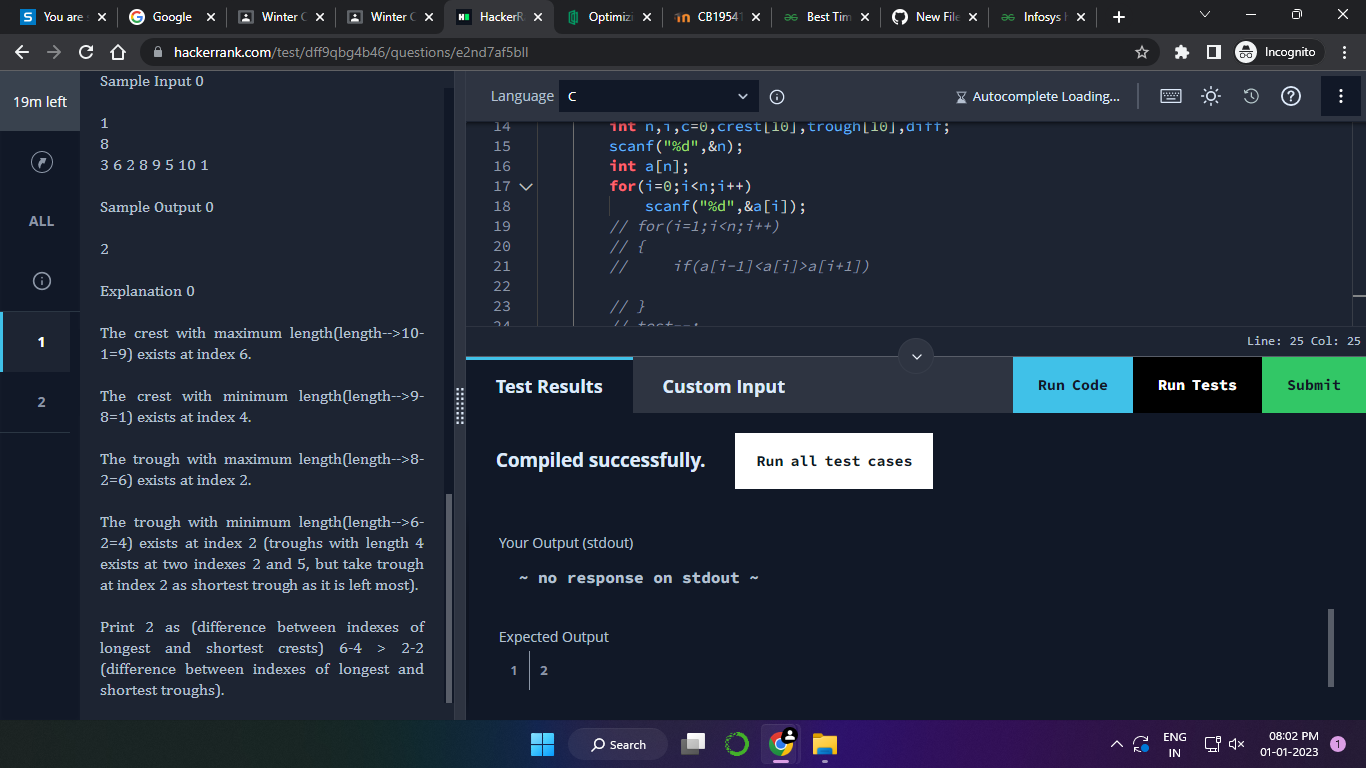 You are
Google
Winter C
Winter C
HackerR
Optimizi
CB1954
Best Tim
New File
Infosys
hackerrank.com/test/dff9qbg4b46/questions/e2nd7af5bll
Incognito
19m left
ALL
1
2
Sample Input 0
1
8
3 6 2 8 9 5 10 1
Sample Output 0
2
Explanation 0
The crest with maximum length(length-->10-
1=9) exists at index 6.
The crest with minimum length(length-->9-
8=1) exists at index 4.
The trough with maximum length(length-->8-
2=6) exists at index 2.
The trough with minimum length(length-->6-
2=4) exists at index 2 (troughs with length 4
exists at two indexes 2 and 5, but take trough
at index 2 as shortest trough as it is left most).
Print 2 as (difference between indexes of
longest and shortest crests) 6-4 > 2-2
(difference between indexes of longest and
shortest troughs).
Language C
Autocomplete Loading...
14 int n,i,c=0,crest[10],trough[10],diff;
15 scanf("%d",&n);
16 int a[n];
17 for(i=0;i<n;i++)
18 scanf("%d",&a[i]);
19 // for(i=1;i<n;i++)
20 // {
21 // if(a[i-1]<a[i]>a[i+1])
22
23 // }
24 // test--;
Line: 25 Col: 25
Test Results
Custom Input
Run Code
Run Tests
Submit
Compiled successfully.
Run all test cases
Your Output (stdout)
~ no response on stdout ~
Expected Output
1 2
Search
ENG
IN
08:02 PM
01-01-2023
1